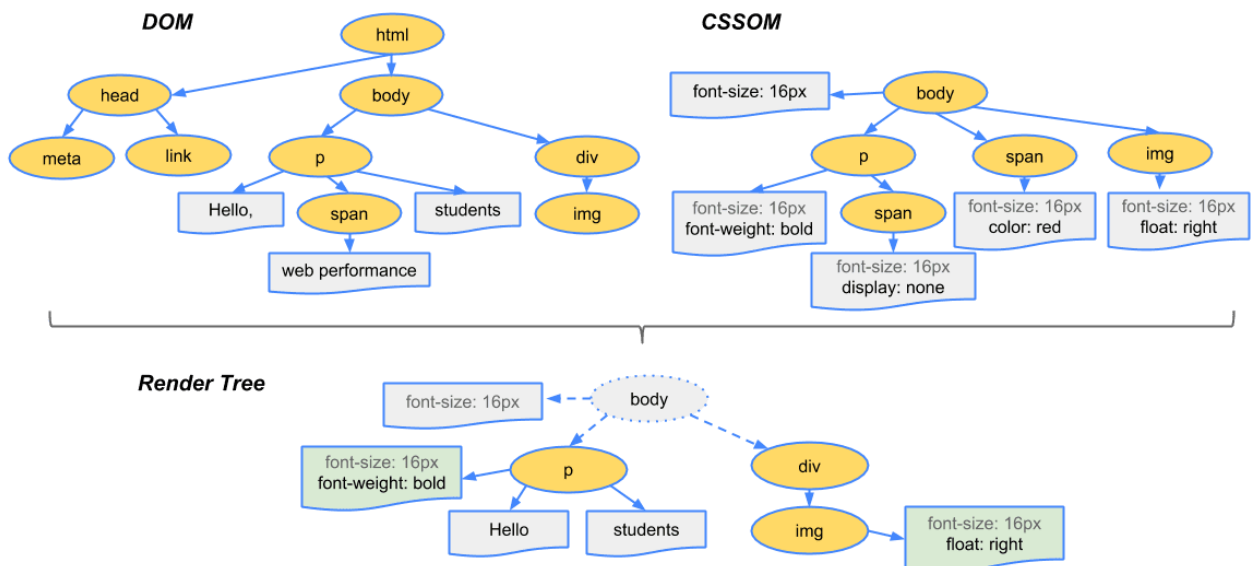 DOM
CSSOM
html
head
body
meta
link
p
div
Hello,
span
students
img
web performance
font-size: 16px
body
p
span
img
font-size: 16px
font-weight: bold
span
font-size: 16px
color: red
font-size: 16px
float: right
font-size: 16px
display: none
Render Tree
font-size: 16px
body
font-size: 16px
font-weight: bold
p
div
Hello
students
img
font-size: 16px
float: right